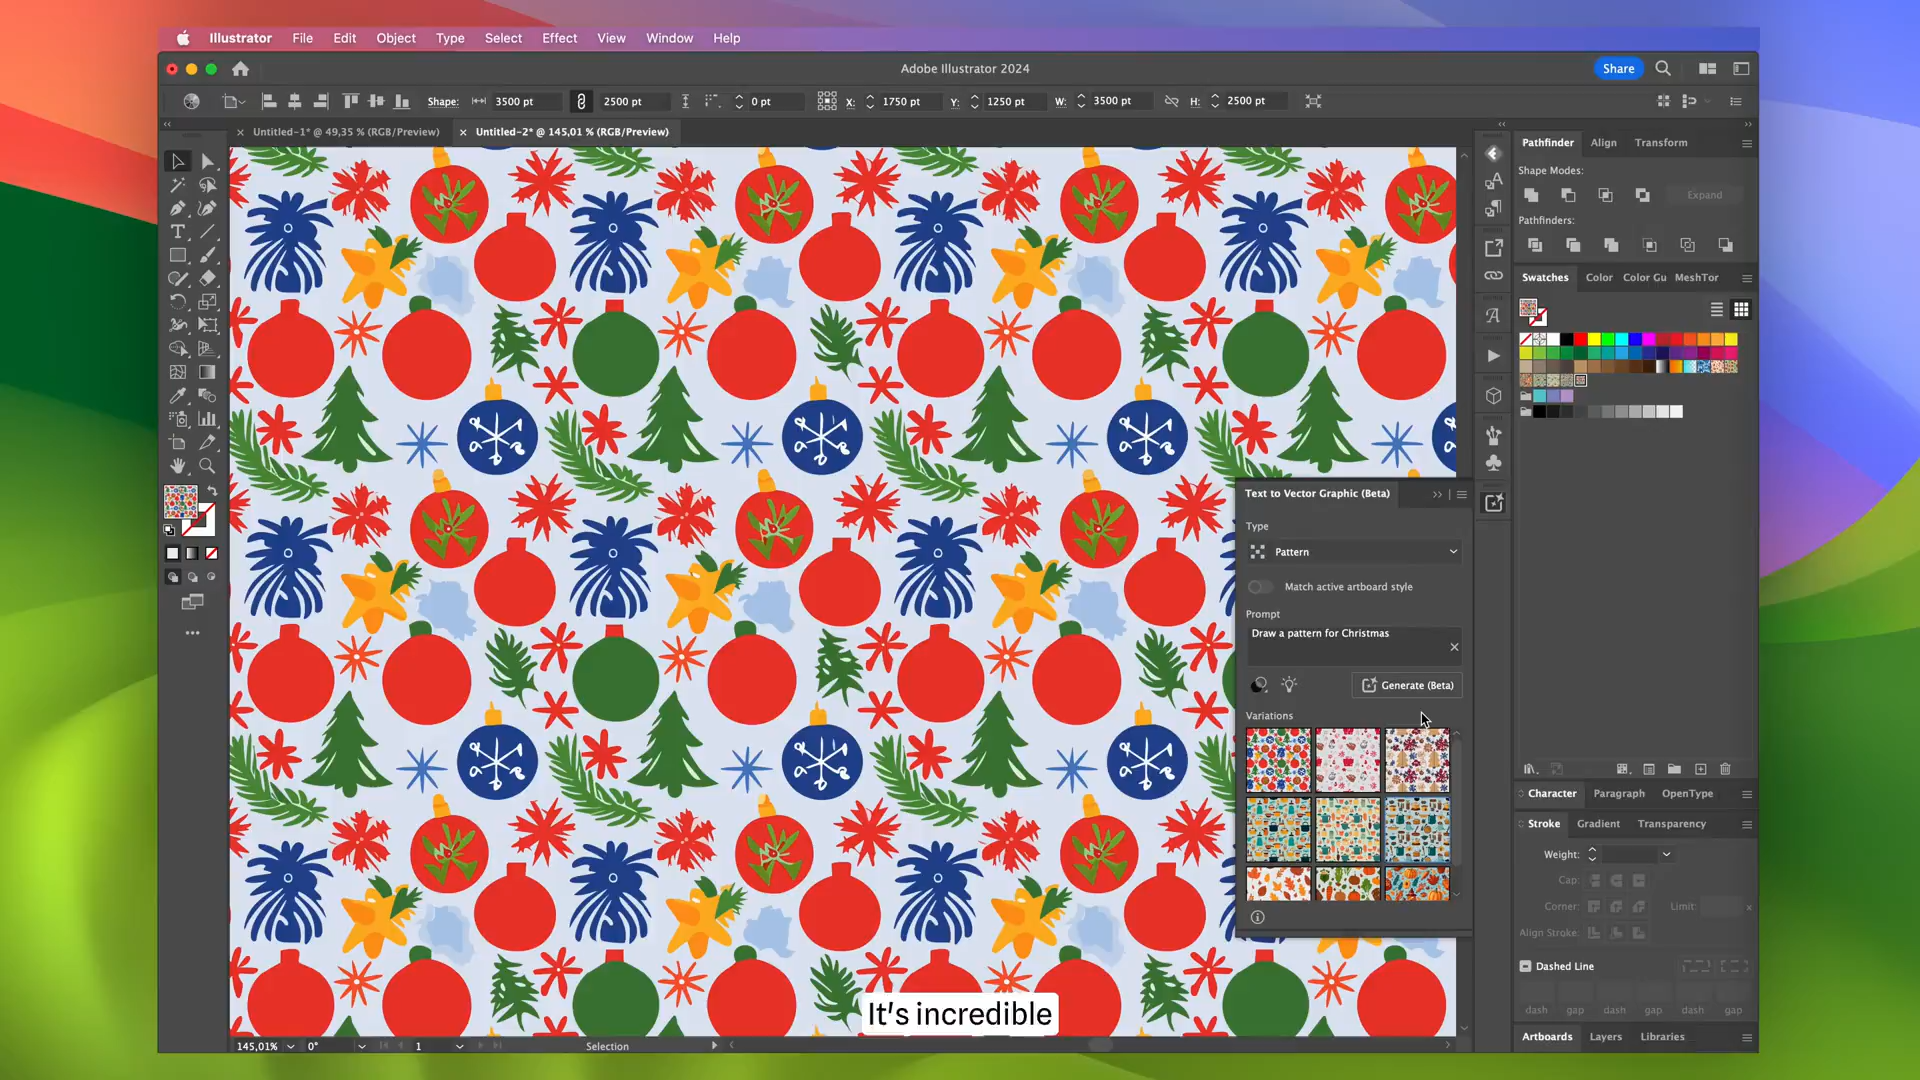 Illustrator File Edit Object Type Select Effect View Window Help
Adobe Illustrator 2024
Share
Shape: 3500 pt 2500 pt 0 pt X: 1750 pt Y: 1250 pt W: 3500 pt H: 2500 pt
Untitled-1* @ 49,35 % (RGB/Preview)
Untitled-2* @ 145,01 % (RGB/Preview)
Pathfinder Align Transform
Shape Modes:
Expand
Pathfinders:
Swatches Color Color Gu MeshTor
Text to Vector Graphic (Beta)
Type
Pattern
Match active artboard style
Prompt
Draw a pattern for Christmas
Generate (Beta)
Variations
Character Paragraph OpenType
Stroke Gradient Transparency
Weight:
Cap:
Corner: Limit:
Align Stroke:
Dashed Line
dash gap dash gap dash gap
Artboards Layers Libraries
It's incredible
145,01% 0° 1 Selection